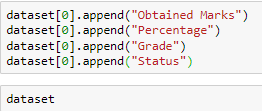 dataset[0].append("Obtained Marks")
dataset[0].append("Percentage")
dataset[0].append("Grade")
dataset[0].append("Status")
dataset